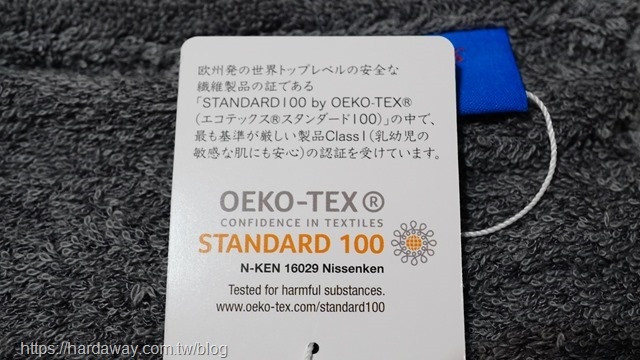 欧州発の世界トップレベルの安全な
繊維製品の証である
「STANDARD100 by OEKO-TEX®
(エコテックス®スタンダード100)」の中で、
最も基準が厳しい製品Class1(乳幼児の
敏感な肌にも安心)の認証を受けています。
OEKO-TEX®
CONFIDENCE IN TEXTILES
STANDARD 100
N-KEN 16029 Nissenken
Tested for harmful substances.
www.oeko-tex.com/standard100
https://hardaway.com.tw/blog